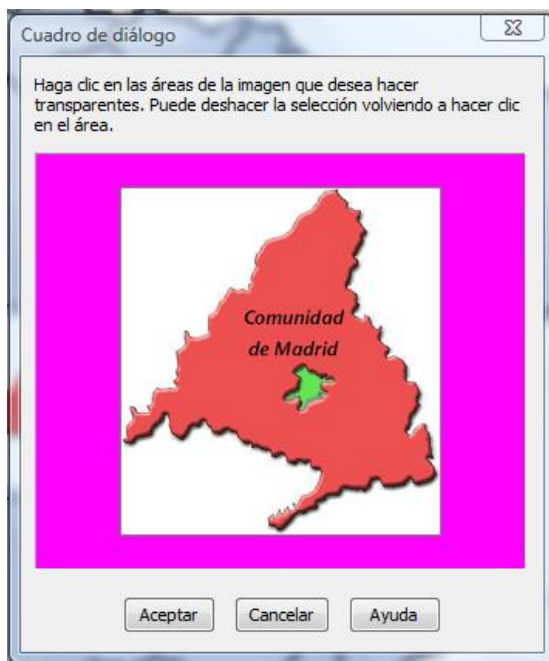 Cuadro de diálogo
Haga clic en las áreas de la imagen que desea hacer
transparentes. Puede deshacer la selección volviendo a hacer clic
en el área.
Comunidad
de Madrid
Aceptar Cancelar Ayuda